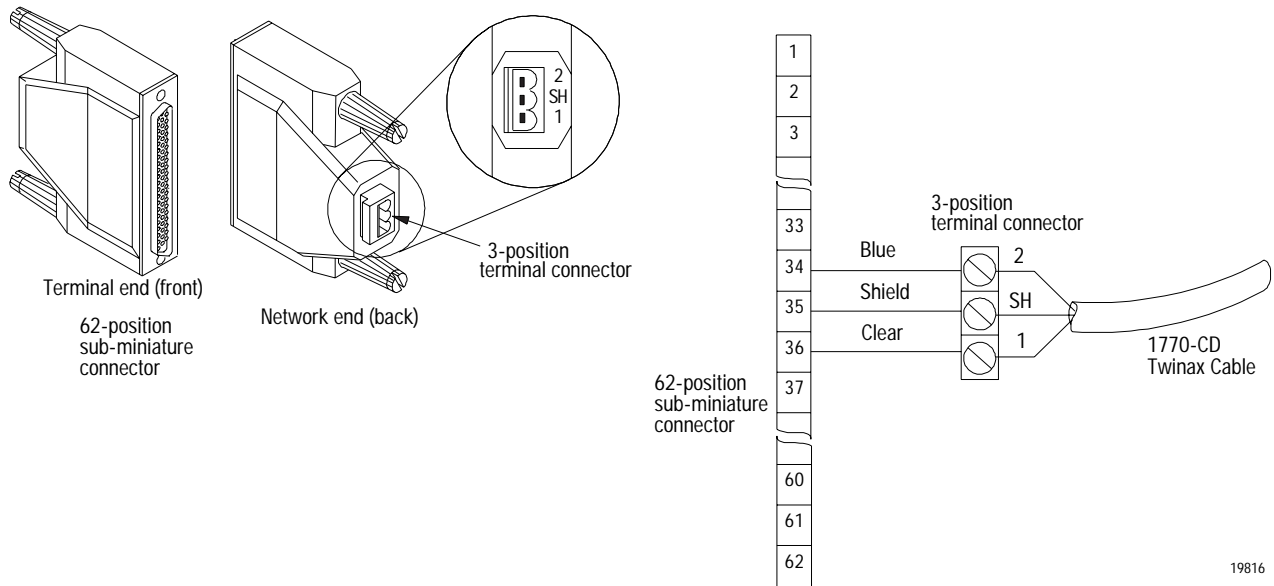 2
SH
1
3-position
terminal connector
Terminal end (front)
62-position
sub-miniature
connector
Network end (back)
1
2
3
33
34
35
36
37
60
61
62
62-position
sub-miniature
connector
Blue
Shield
Clear
3-position
terminal connector
2
SH
1
1770-CD
Twinax Cable
19816